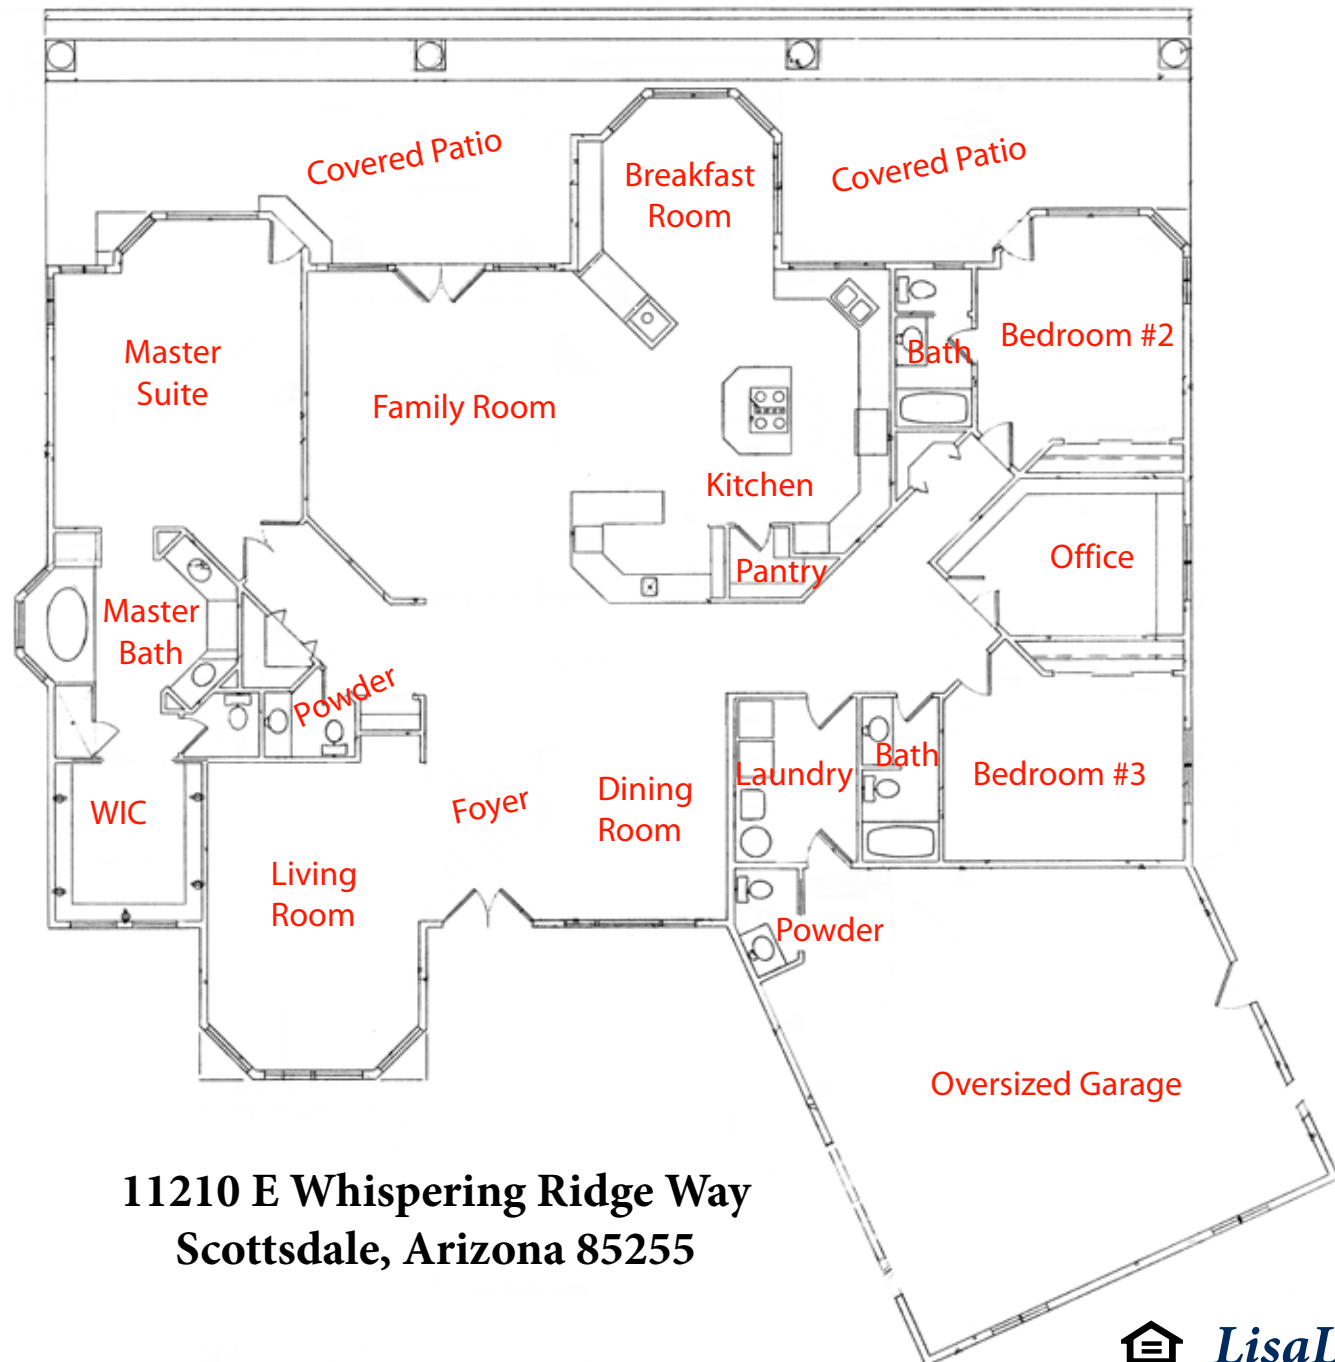 Covered Patio
Breakfast
Room
Covered Patio
Master
Suite
Family Room
Bath
Bedroom #2
Kitchen
Pantry
Office
Master
Bath
Powder
WIC
Foyer
Dining
Room
Laundry
Bath
Bedroom #3
Living
Room
Powder
Oversized Garage
11210 E Whispering Ridge Way
Scottsdale, Arizona 85255